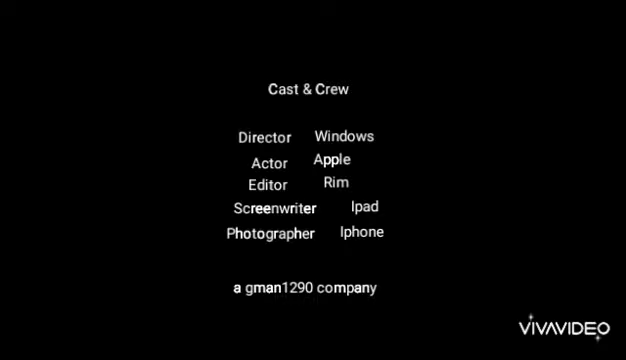 Cast & Crew
Director Windows
Actor Apple
Editor Rim
Screenwriter Ipad
Photographer Iphone
a gman1290 company
VIVAVIDEO